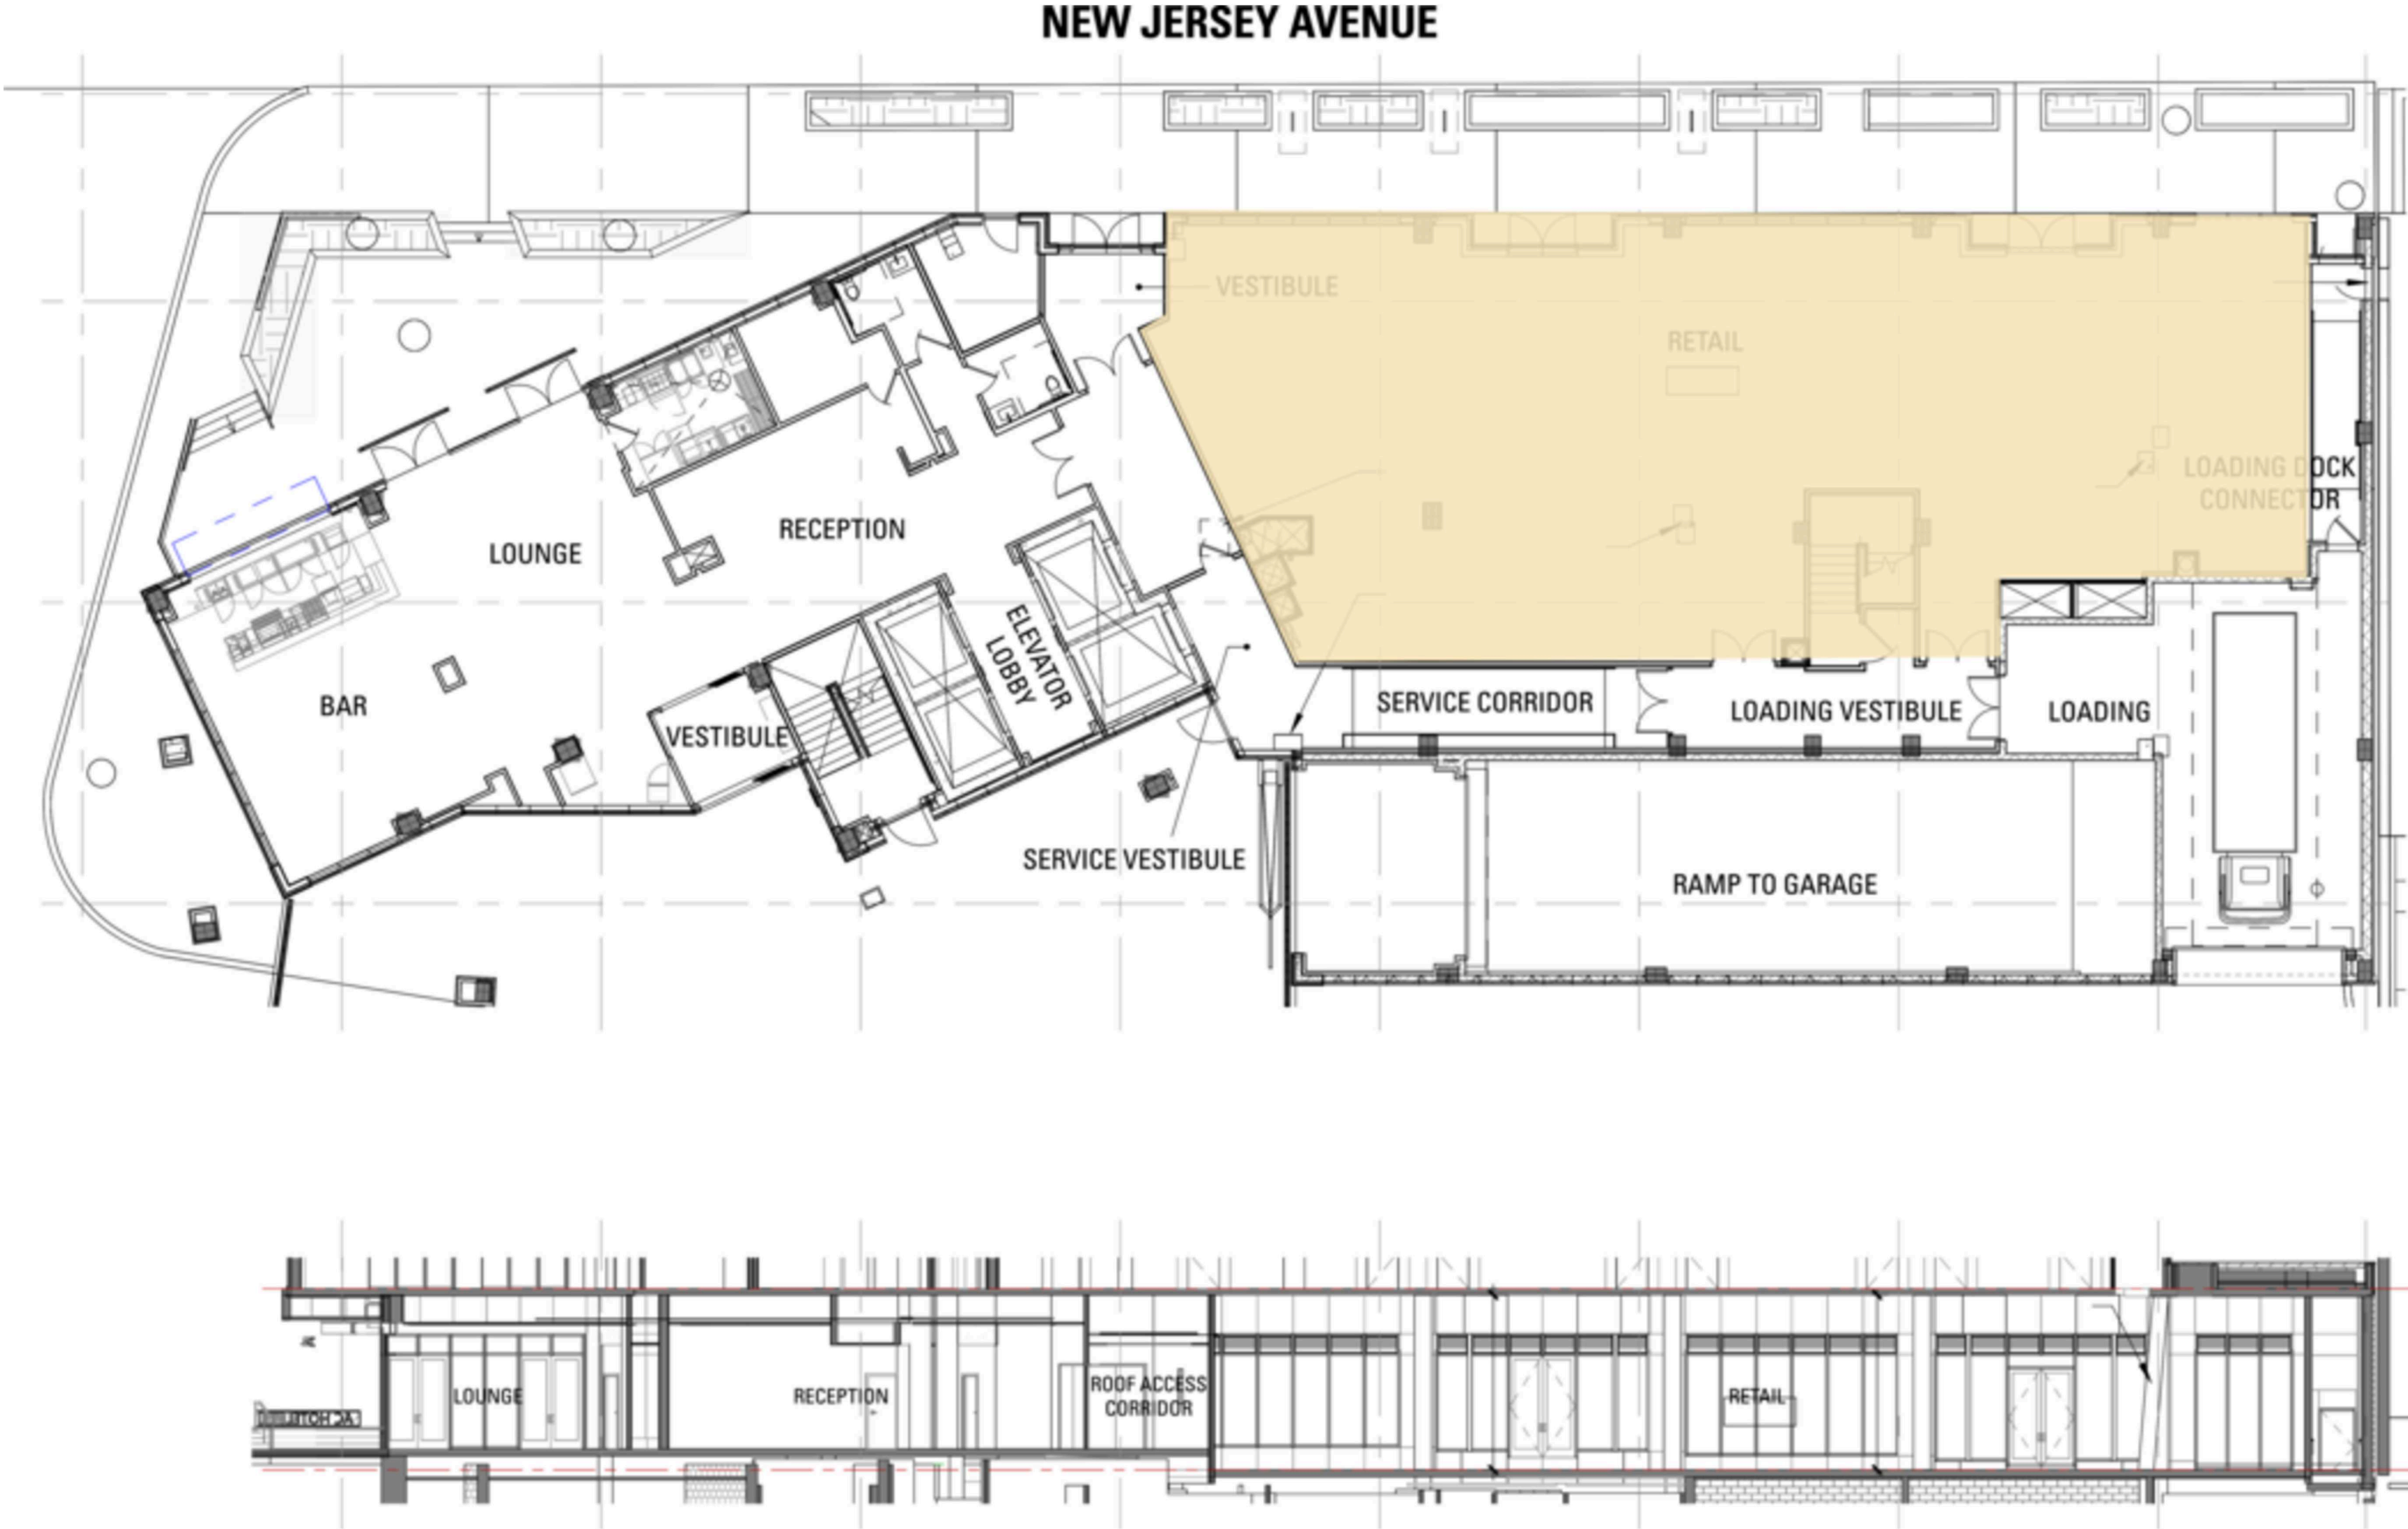 NEW JERSEY AVENUE
VESTIBULE
RETAIL
LOADING DOCK
CONNECTOR
RECEPTION
LOUNGE
ELEVATOR
LOBBY
BAR
VESTIBULE
SERVICE CORRIDOR
LOADING VESTIBULE
LOADING
SERVICE VESTIBULE
RAMP TO GARAGE
LOUNGE
RECEPTION
ROOF ACCESS
CORRIDOR
RETAIL